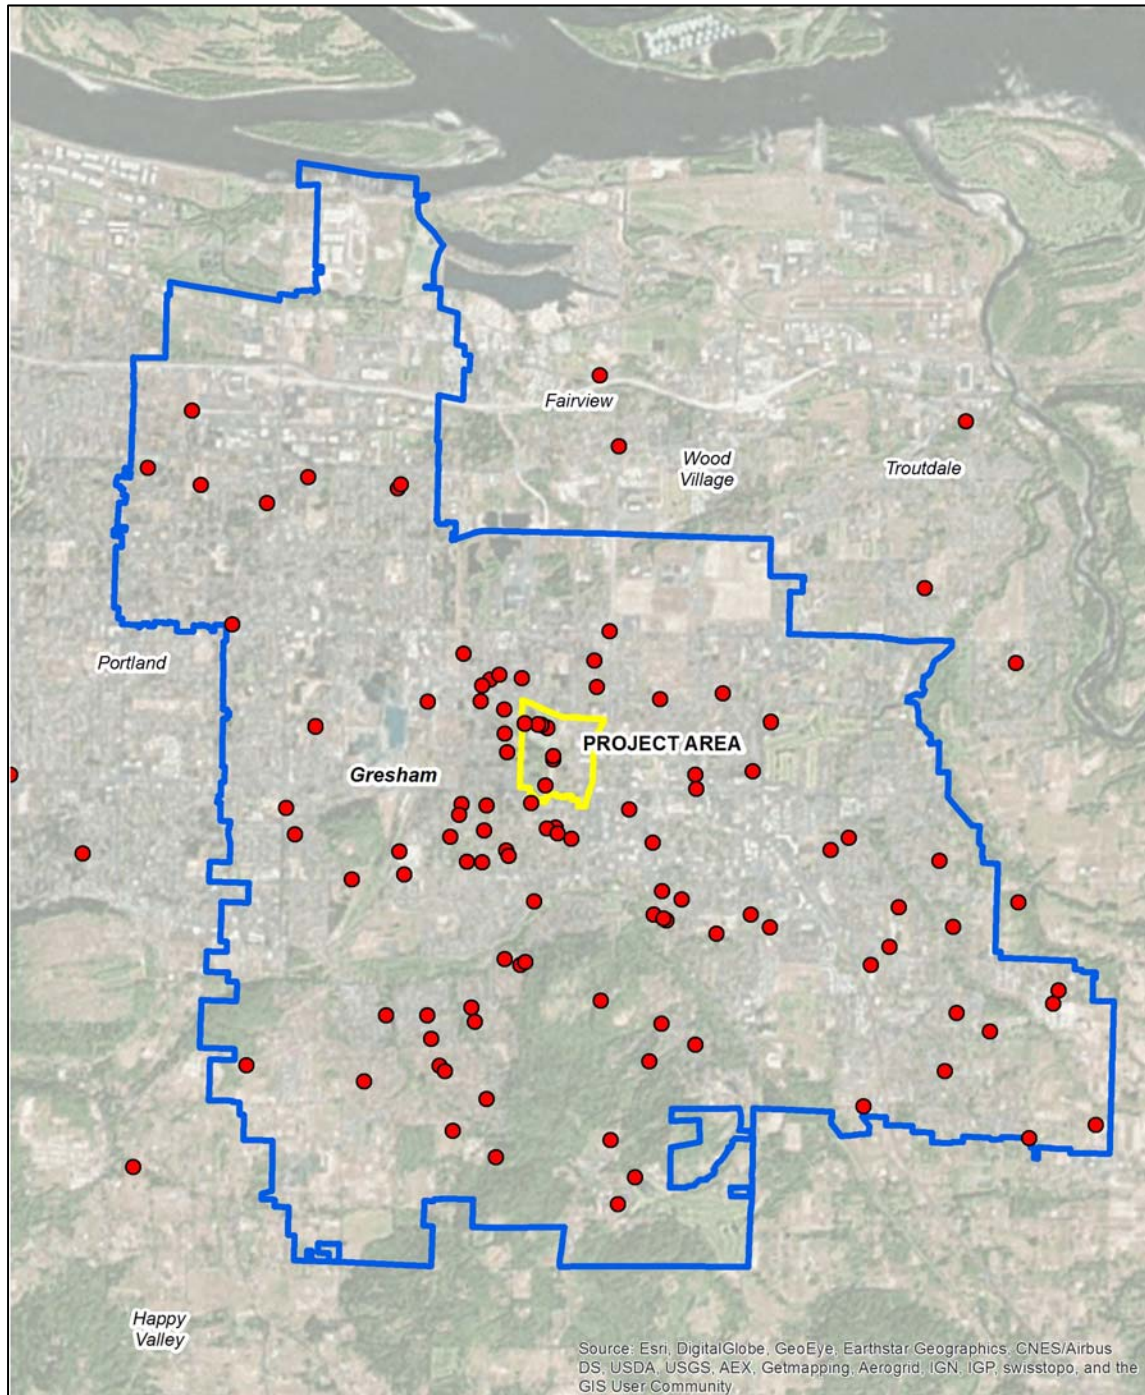 Fairview
Wood
Village
Troutdale
Portland
PROJECT AREA
Gresham
Happy
Valley
Source: Esri, DigitalGlobe, GeoEye, Earthstar Geographics, CNES/Airbus
DS, USDA, USGS, AEX, Getmapping, Aerogrid, IGN, IGP, swisstopo, and the
GIS User Community